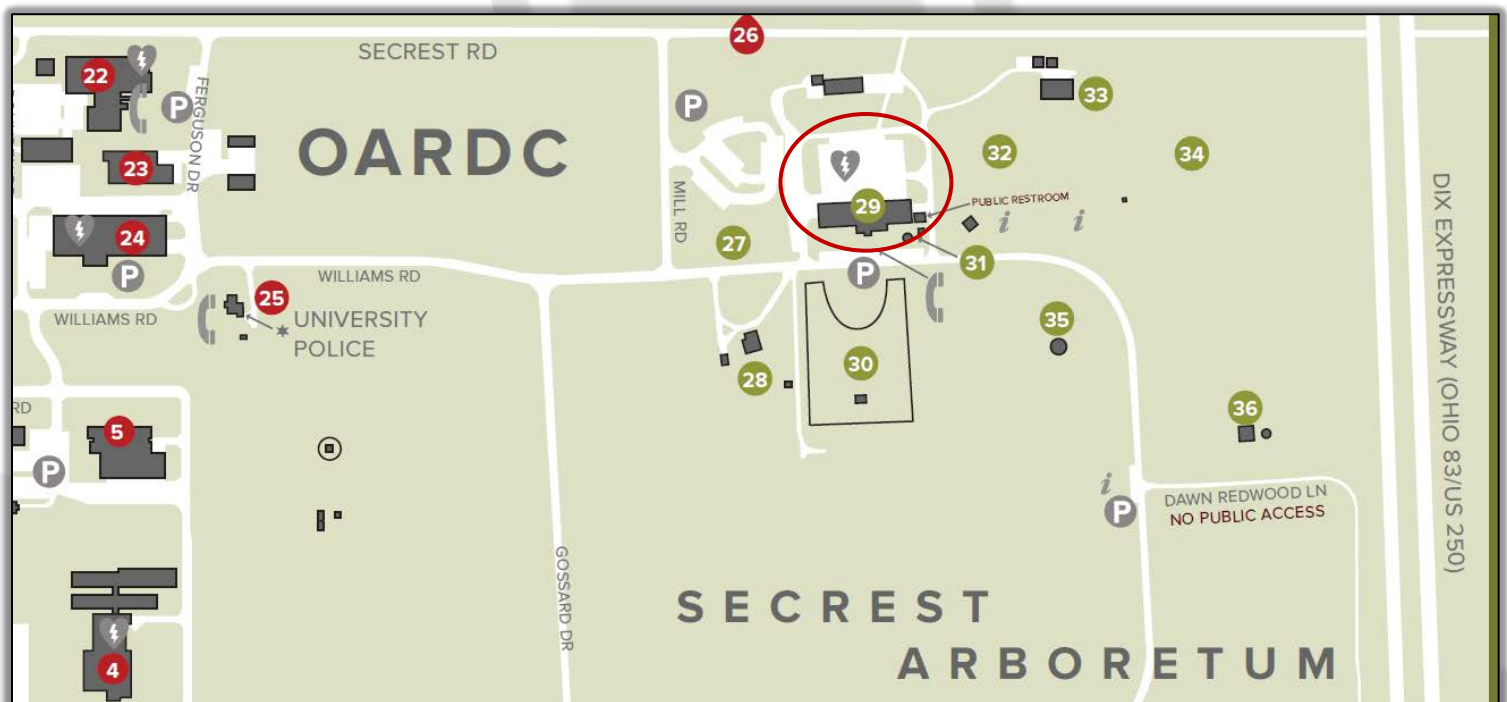 SECREST RD
26
22
P
FERGUSON DR
OARDC
P
33
23
32
34
MILL RD
29
PUBLIC RESTROOM
24
27
i
i
31
P
WILLIAMS RD
P
DIX EXPRESSWAY (OHIO 83/US 250)
25
WILLIAMS RD
UNIVERSITY
POLICE
35
28
30
36
RD
5
P
i
P
DAWN REDWOOD LN
NO PUBLIC ACCESS
GOSSARD DR
SECREST
ARBORETUM
4